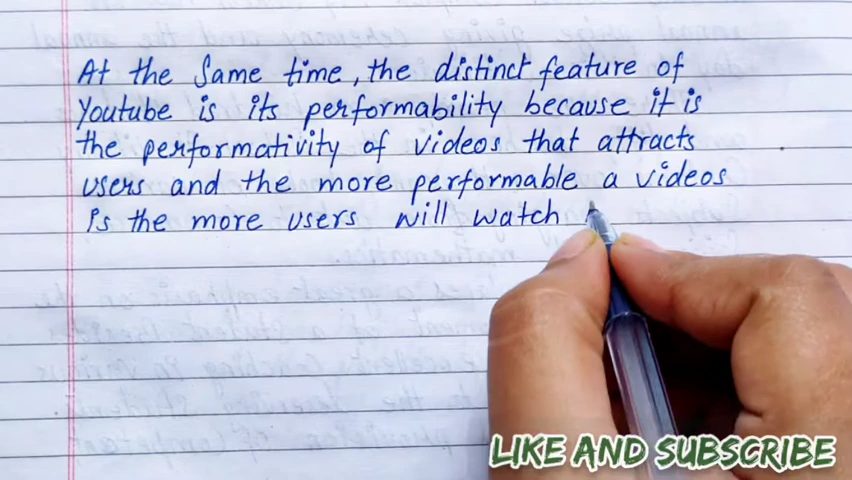 At the Same time, the distinct feature of
Youtube is its performability because it is
the performativity of videos that attracts
users and the more performable a videos
is the more users will watch
LIKE AND SUBSCRIBE